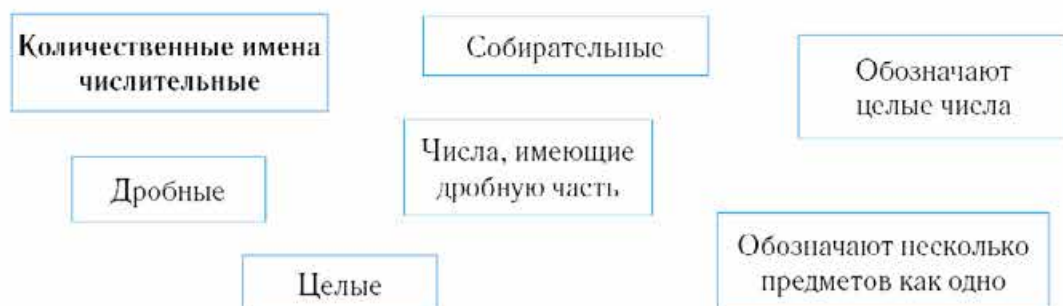 Количественные имена
числительные
Собирательные
Обозначают
целые числа
Числа, имеющие
дробную часть
Дробные
Обозначают несколько
предметов как одно
Целые